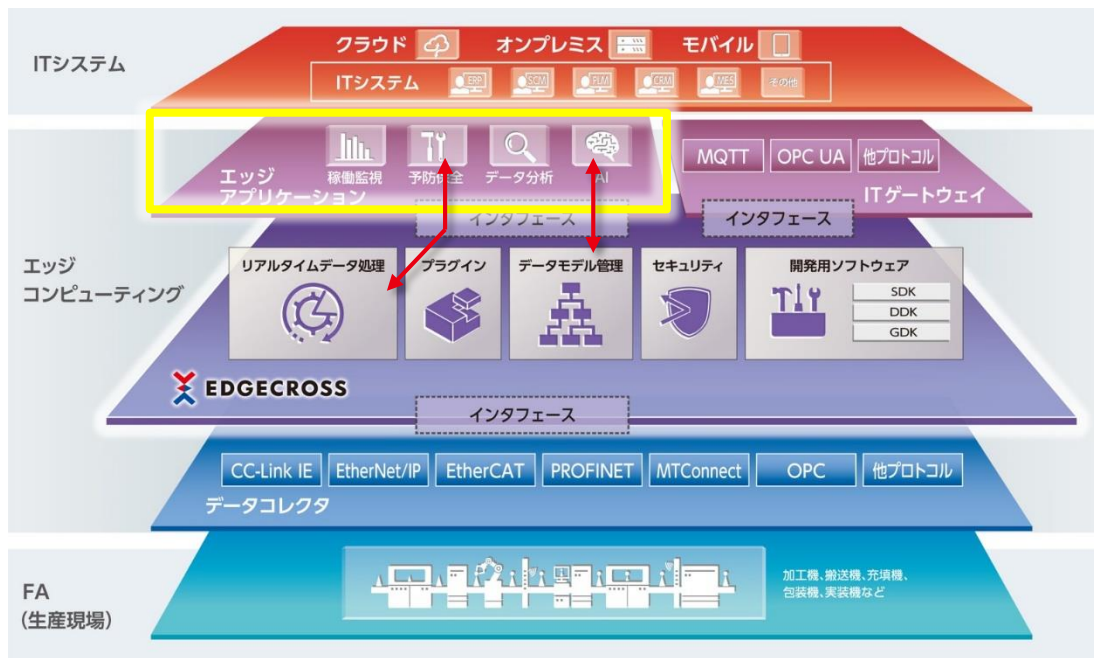 ITシステム
クラウド
オンプレミス
モバイル
ITシステム
ERP
SCM
PLM
CRM
MES
その他
エッジ
コンピューティング
エッジ
アプリケーション
稼働監視
予防保全
データ分析
AI
MQTT
OPC UA
他プロトコル
ITゲートウェイ
インタフェース
インタフェース
リアルタイムデータ処理
プラグイン
データモデル管理
セキュリティ
開発用ソフトウェア
SDK
DDK
GDK
EDGECROSS
インタフェース
CC-Link IE
EtherNet/IP
EtherCAT
PROFINET
MTConnect
OPC
他プロトコル
データコレクタ
FA
(生産現場)
加工機、搬送機、充填機、
包装機、実装機など